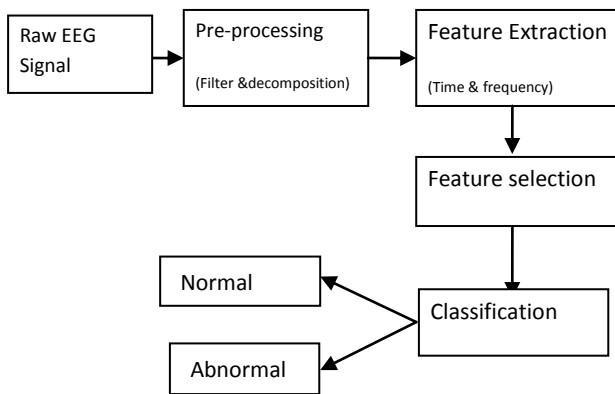 Raw EEG
Signal
Pre-processing
(Filter &decomposition)
Feature Extraction
(Time & frequency)
Feature selection
Classification
Normal
Abnormal